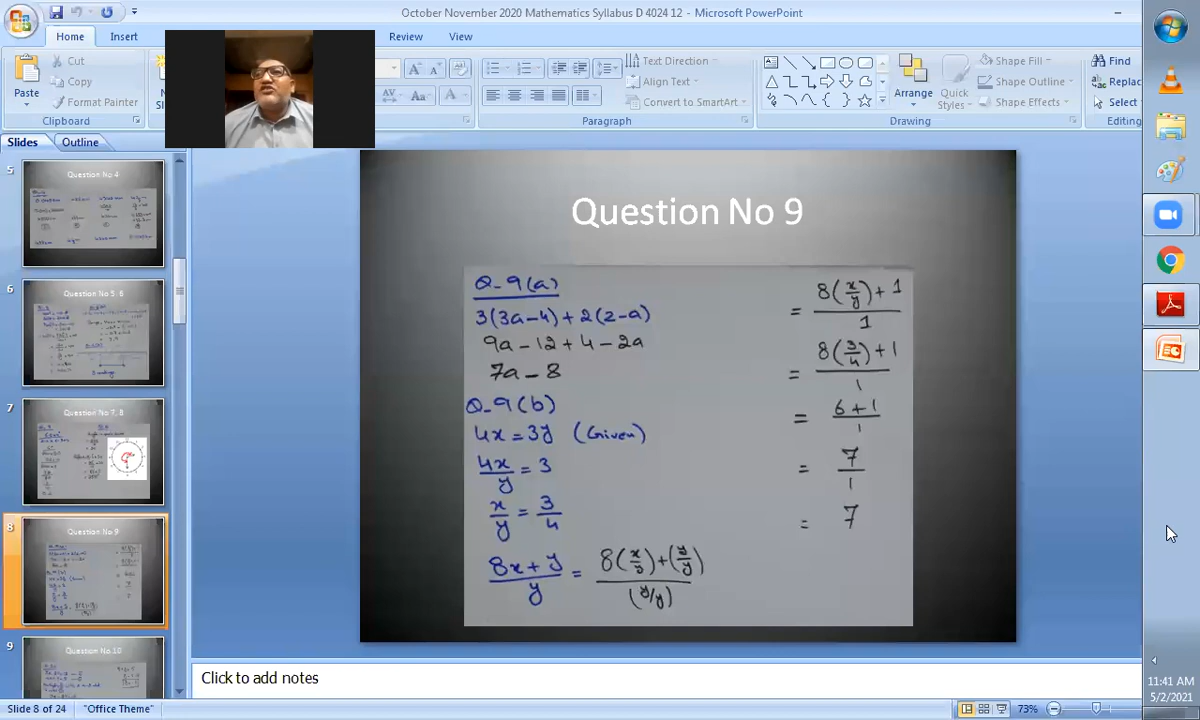 October November 2020 Mathematics Syllabus D 4024 12 - Microsoft PowerPoint
Home Insert Review View
Paste
Cut
Copy
Format Painter
Clipboard
Text Direction
Align Text
Convert to SmartArt
Paragraph
Arrange
Quick Styles
Shape Fill
Shape Outline
Shape Effects
Drawing
Find
Replac
Select
Editing
Slides Outline
5
Question No 4
6
Question No 5, 6
7
Question No 7, 8
8
Question No 9
9
Question No 10
Question No 9
Q-9(a)
3(3a-4)+2(2-a)
9a-12+4-2a
7a-8
Q-9(b)
4x=3y (Given)
4x/y = 3
x/y = 3/4
8x+y/y = 8(x/y)+(y/y)/(y/y)
= 8(x/y)+1/1
= 8(3/4)+1/1
= 6+1/1
= 7/1
= 7
Click to add notes
Slide 8 of 24 "Office Theme" 73%
11:41 AM
5/2/2021